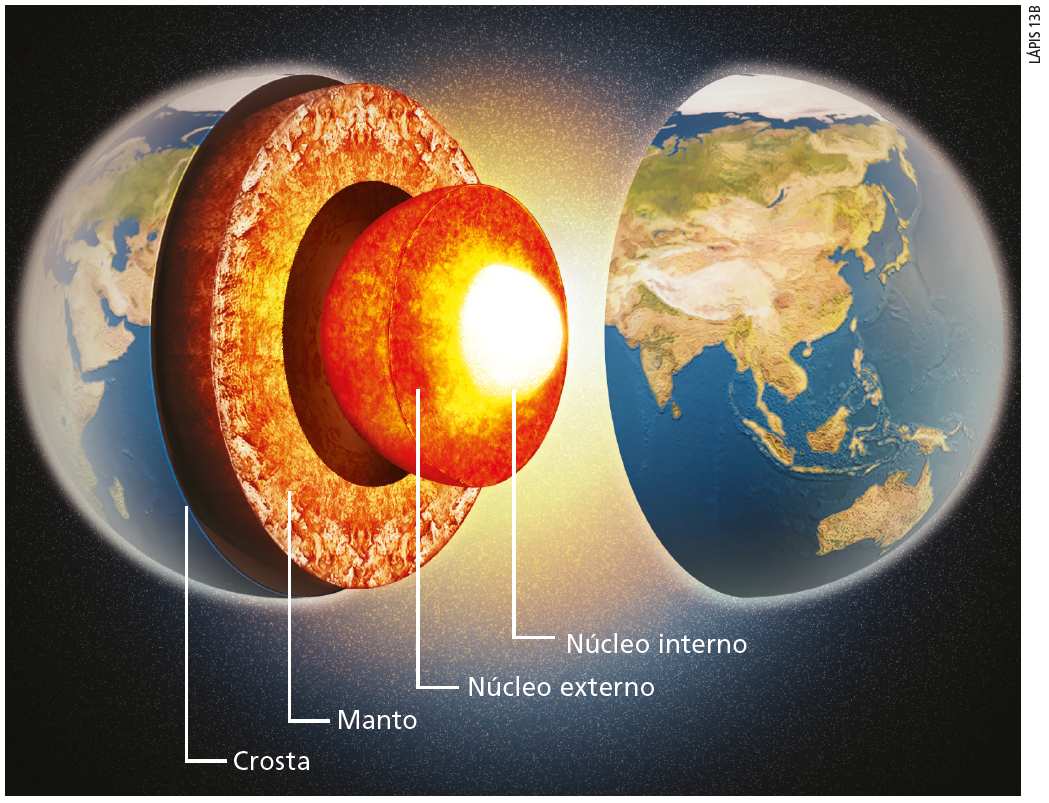 LÁPIS 13B
Núcleo interno
Núcleo externo
Manto
Crosta